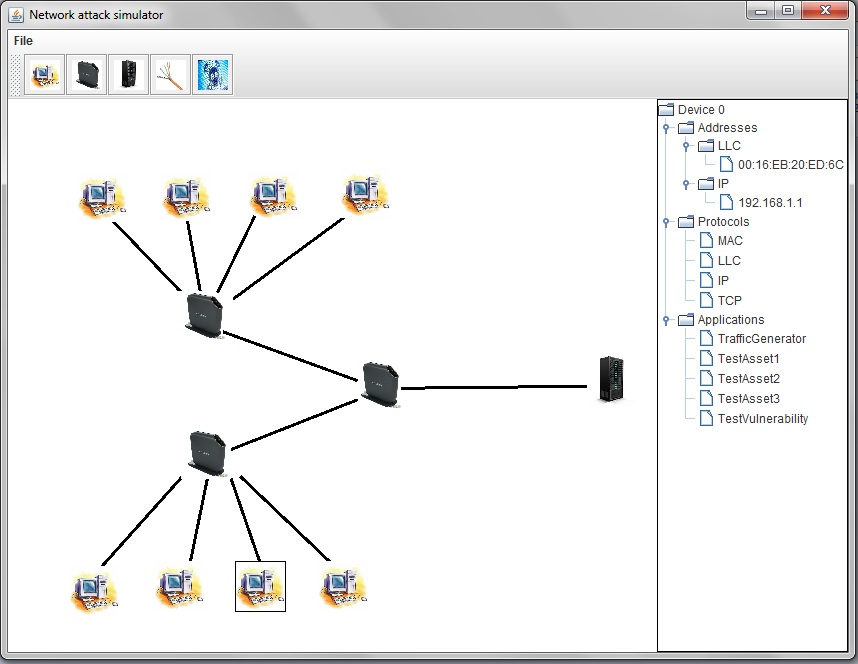 Network attack simulator
File
Device 0
Addresses
LLC
00:16:EB:20:ED:6C
IP
192.168.1.1
Protocols
MAC
LLC
IP
TCP
Applications
TrafficGenerator
TestAsset1
TestAsset2
TestAsset3
TestVulnerability